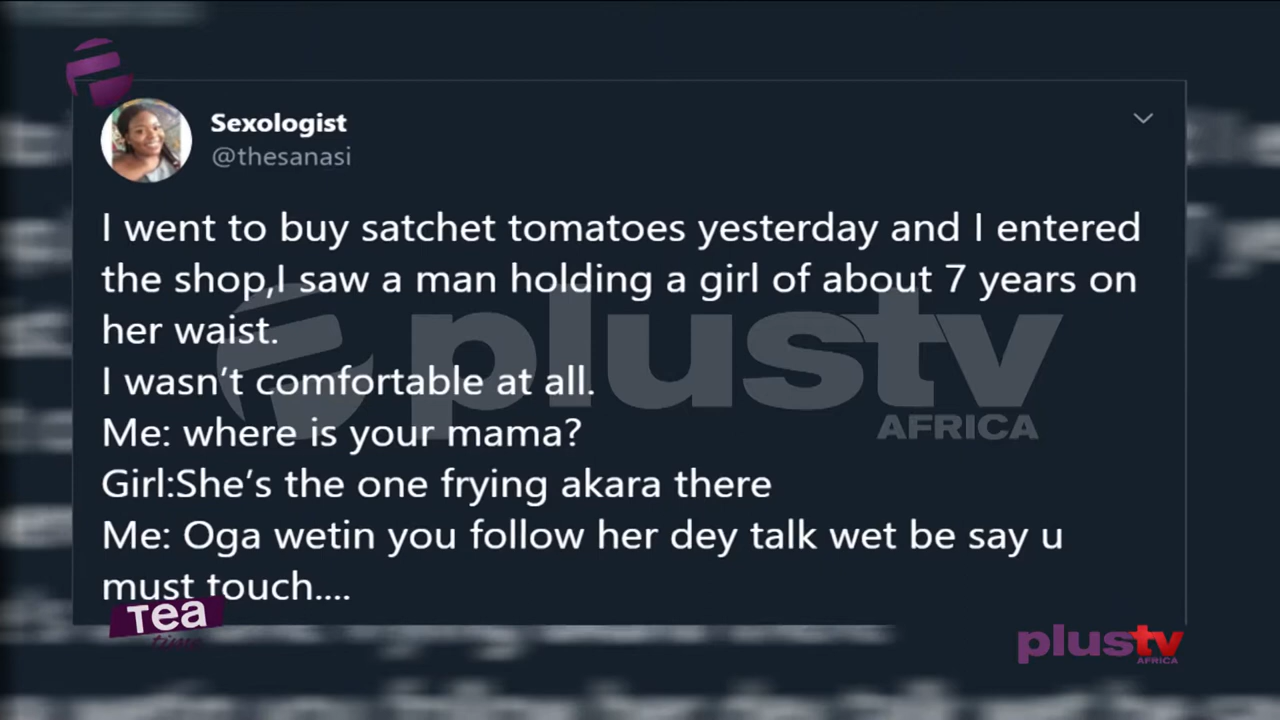 Sexologist
@thesanasi
I went to buy satchet tomatoes yesterday and I entered
the shop,I saw a man holding a girl of about 7 years on
her waist.
I wasn't comfortable at all.
Me: where is your mama?
Girl:She's the one frying akara there
Me: Oga wetin you follow her dey talk wet be say u
must touch....
plustv
AFRICA
Tea
time
plustv
AFRICA